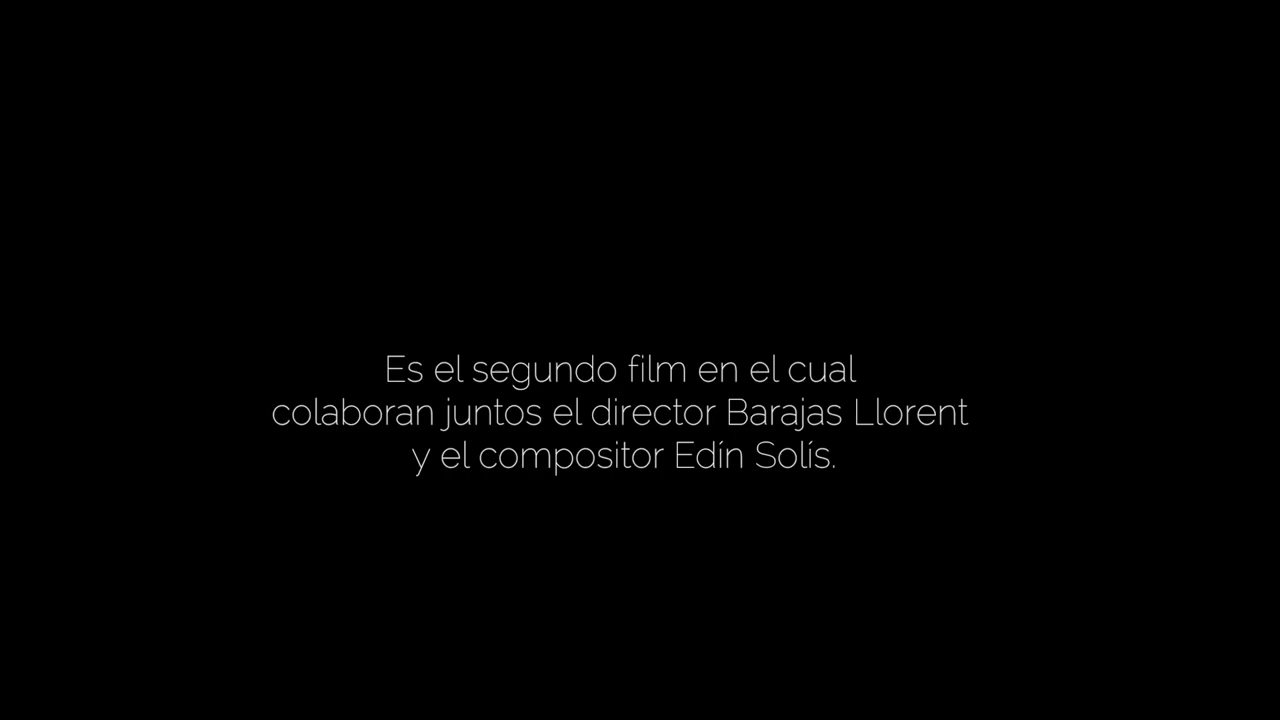 Es el segundo film en el cual
colaboran juntos el director Barajas Llorent
y el compositor Edín Solís.